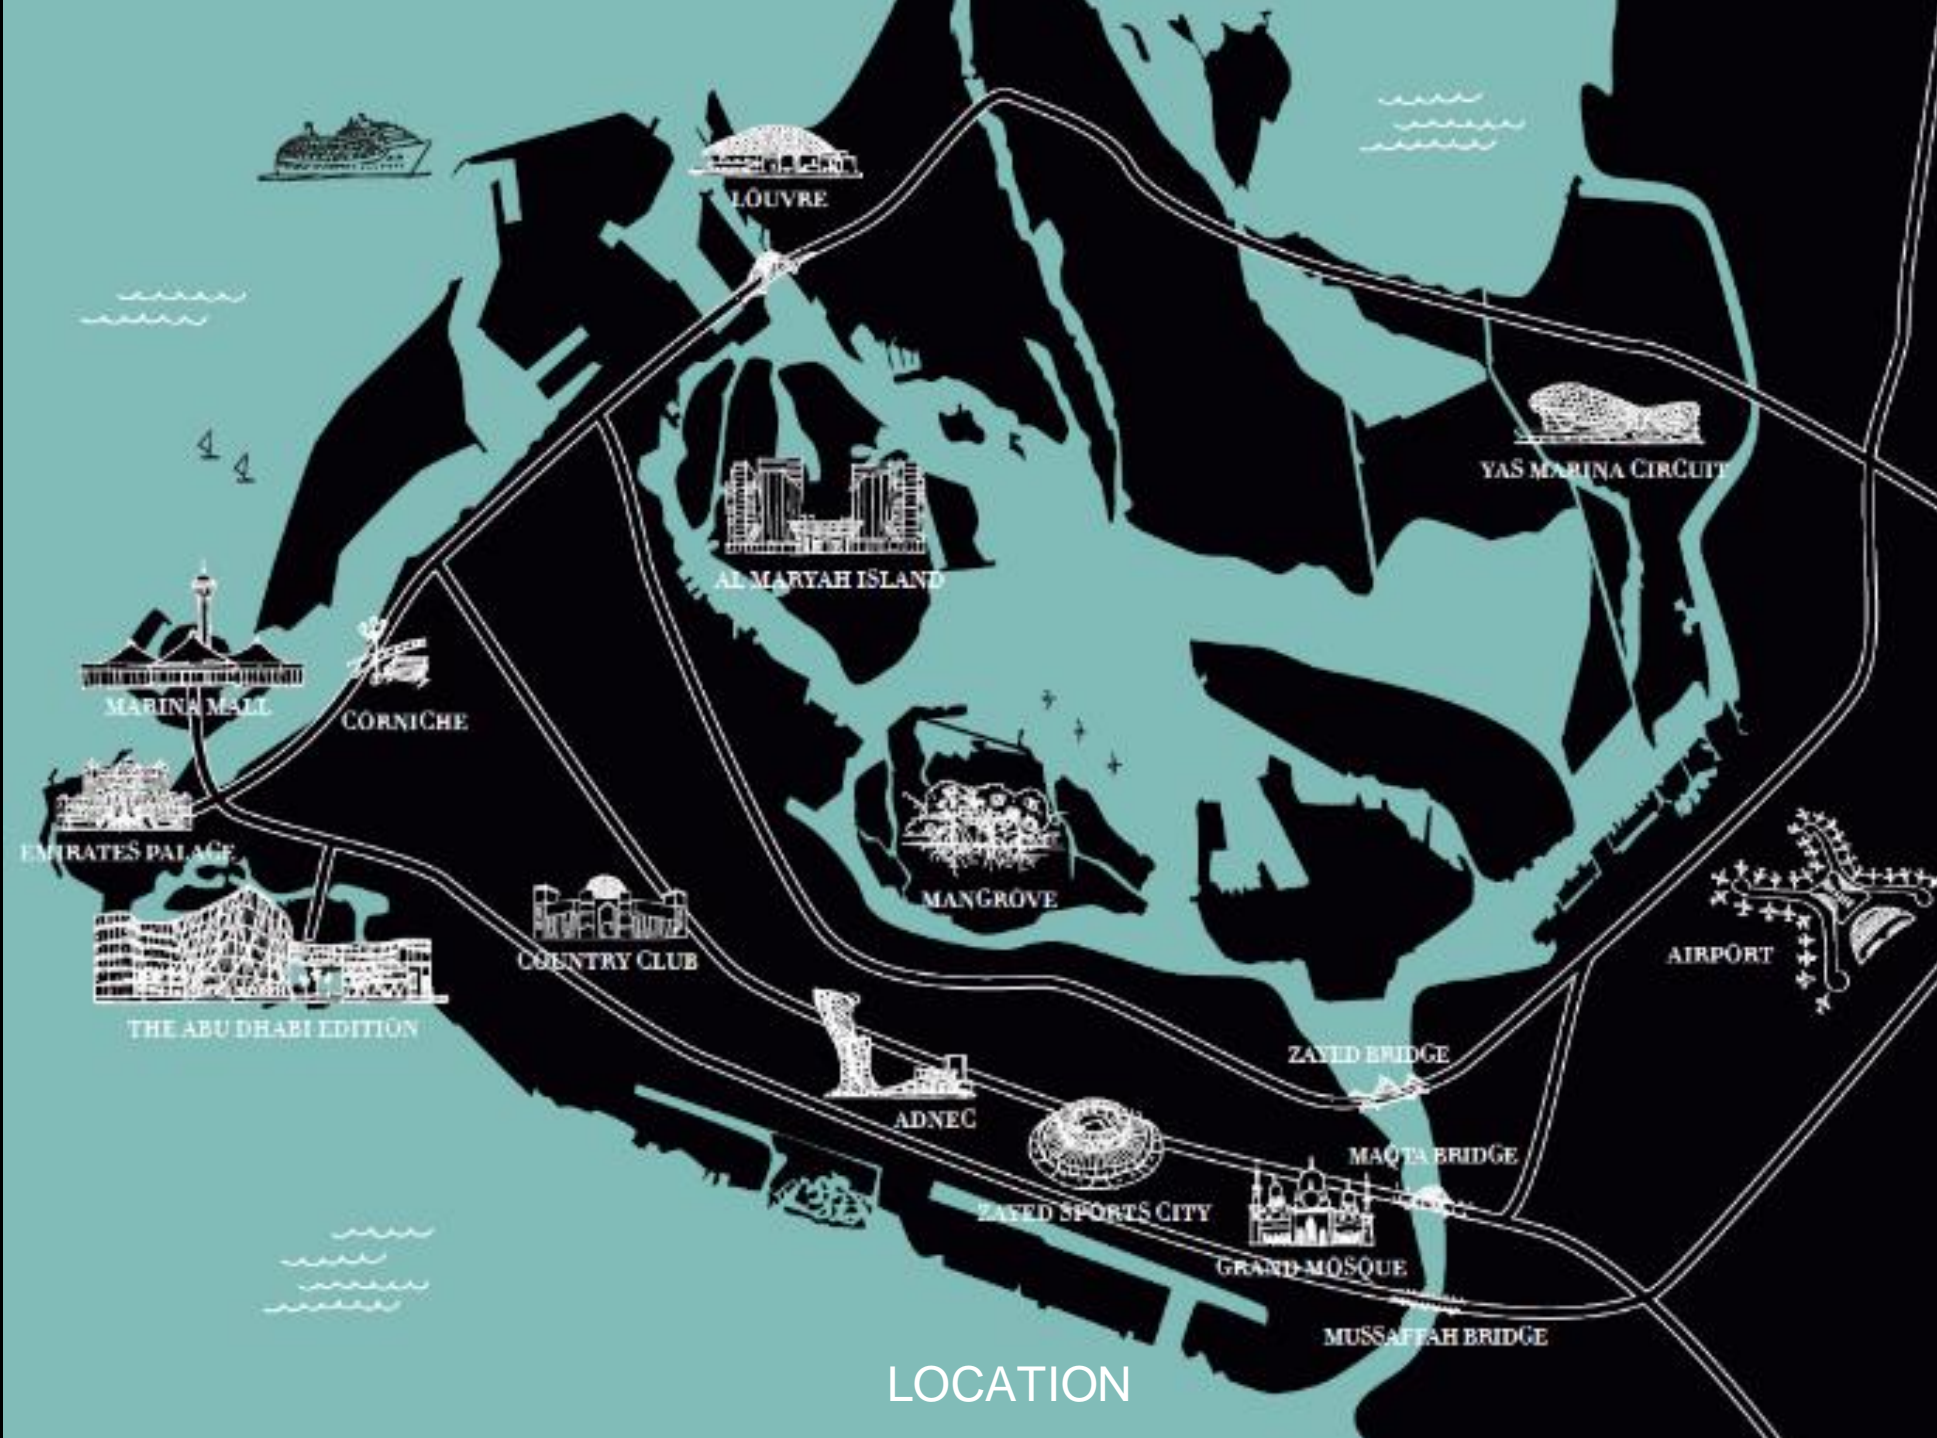 LOUVRE
YAS MARINA CIRCUIT
AL MARYAH ISLAND
MARINA MALL
CORNICHE
EMIRATES PALACE
MANGROVE
COUNTRY CLUB
AIRPORT
THE ABU DHABI EDITION
ZAYED BRIDGE
ADNEC
MAQTA BRIDGE
ZAYED SPORTS CITY
GRAND MOSQUE
MUSSAFFAH BRIDGE
LOCATION